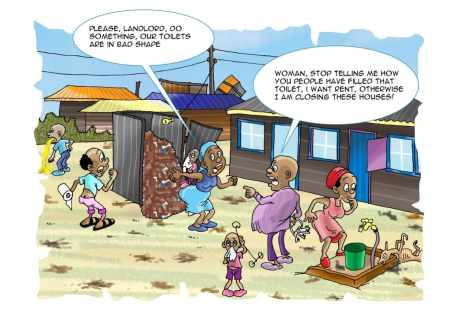 PLEASE, LANDLORD, DO
SOMETHING, OUR TOILETS
ARE IN BAD SHAPE
WOMAN, STOP TELLING ME HOW
YOU PEOPLE HAVE FILLED THAT
TOILET, I WANT RENT, OTHERWISE
I AM CLOSING THESE HOUSES!